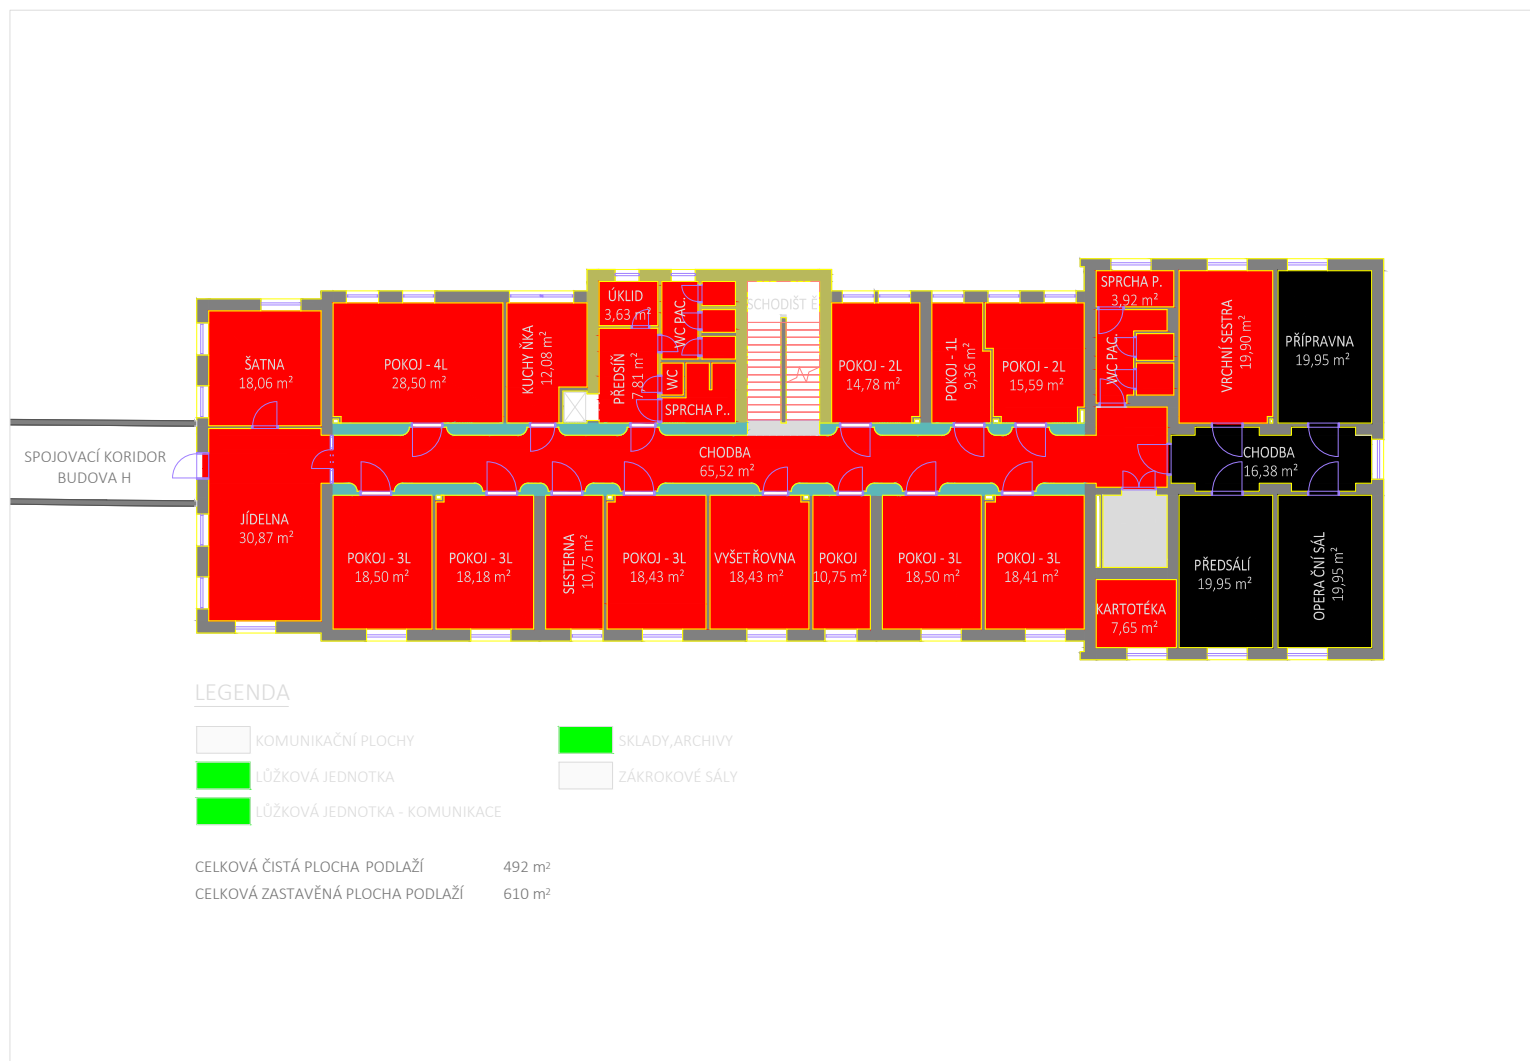 SPRCHA P.
3,92 m²
ÚKLID
3,63 m²
SCHODIŠT Ě
WC PAC.
VRCHNÍ SESTRA
19,90 m²
PŘÍPRAVNA
19,95 m²
ŠATNA
18,06 m²
POKOJ - 4L
28,50 m²
KUCHY ŇKA
12,08 m²
PŘEDSÍŇ
7,81 m²
WC
SPRCHA P..
POKOJ - 2L
14,78 m²
POKOJ - 1L
9,36 m²
POKOJ - 2L
15,59 m²
WC PAC.
SPOJOVACÍ KORIDOR
BUDOVA H
CHODBA
65,52 m²
CHODBA
16,38 m²
JÍDELNA
30,87 m²
POKOJ - 3L
18,50 m²
POKOJ - 3L
18,18 m²
SESTERNA
10,75 m²
POKOJ - 3L
18,43 m²
VYŠET ŘOVNA
18,43 m²
POKOJ
10,75 m²
POKOJ - 3L
18,50 m²
POKOJ - 3L
18,41 m²
KARTOTÉKA
7,65 m²
PŘEDSÁLÍ
19,95 m²
OPERA ČNÍ SÁL
19,95 m²
LEGENDA
KOMUNIKAČNÍ PLOCHY
SKLADY,ARCHIVY
LŮŽKOVÁ JEDNOTKA
ZÁKROKOVÉ SÁLY
LŮŽKOVÁ JEDNOTKA - KOMUNIKACE
CELKOVÁ ČISTÁ PLOCHA PODLAŽÍ 492 m²
CELKOVÁ ZASTAVĚNÁ PLOCHA PODLAŽÍ 610 m²